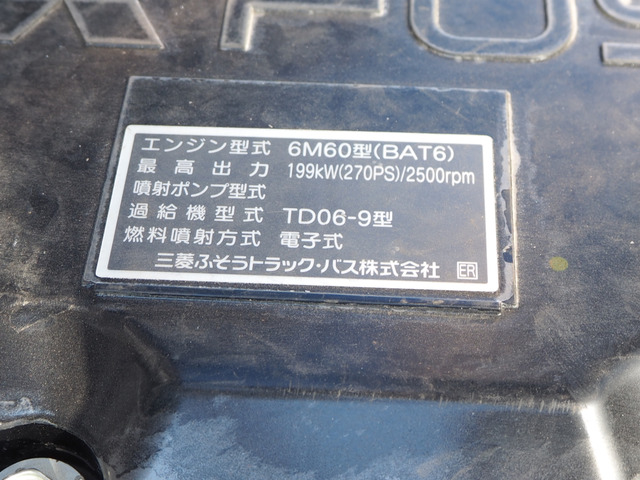 FUS
エンジン型式 6M60型(BAT6)
最高出力 199kW(270PS)/2500rpm
噴射ポンプ型式
過給機型式 TD06-9型
燃料噴射方式 電子式
三菱ふそうトラック・バス株式会社 ER